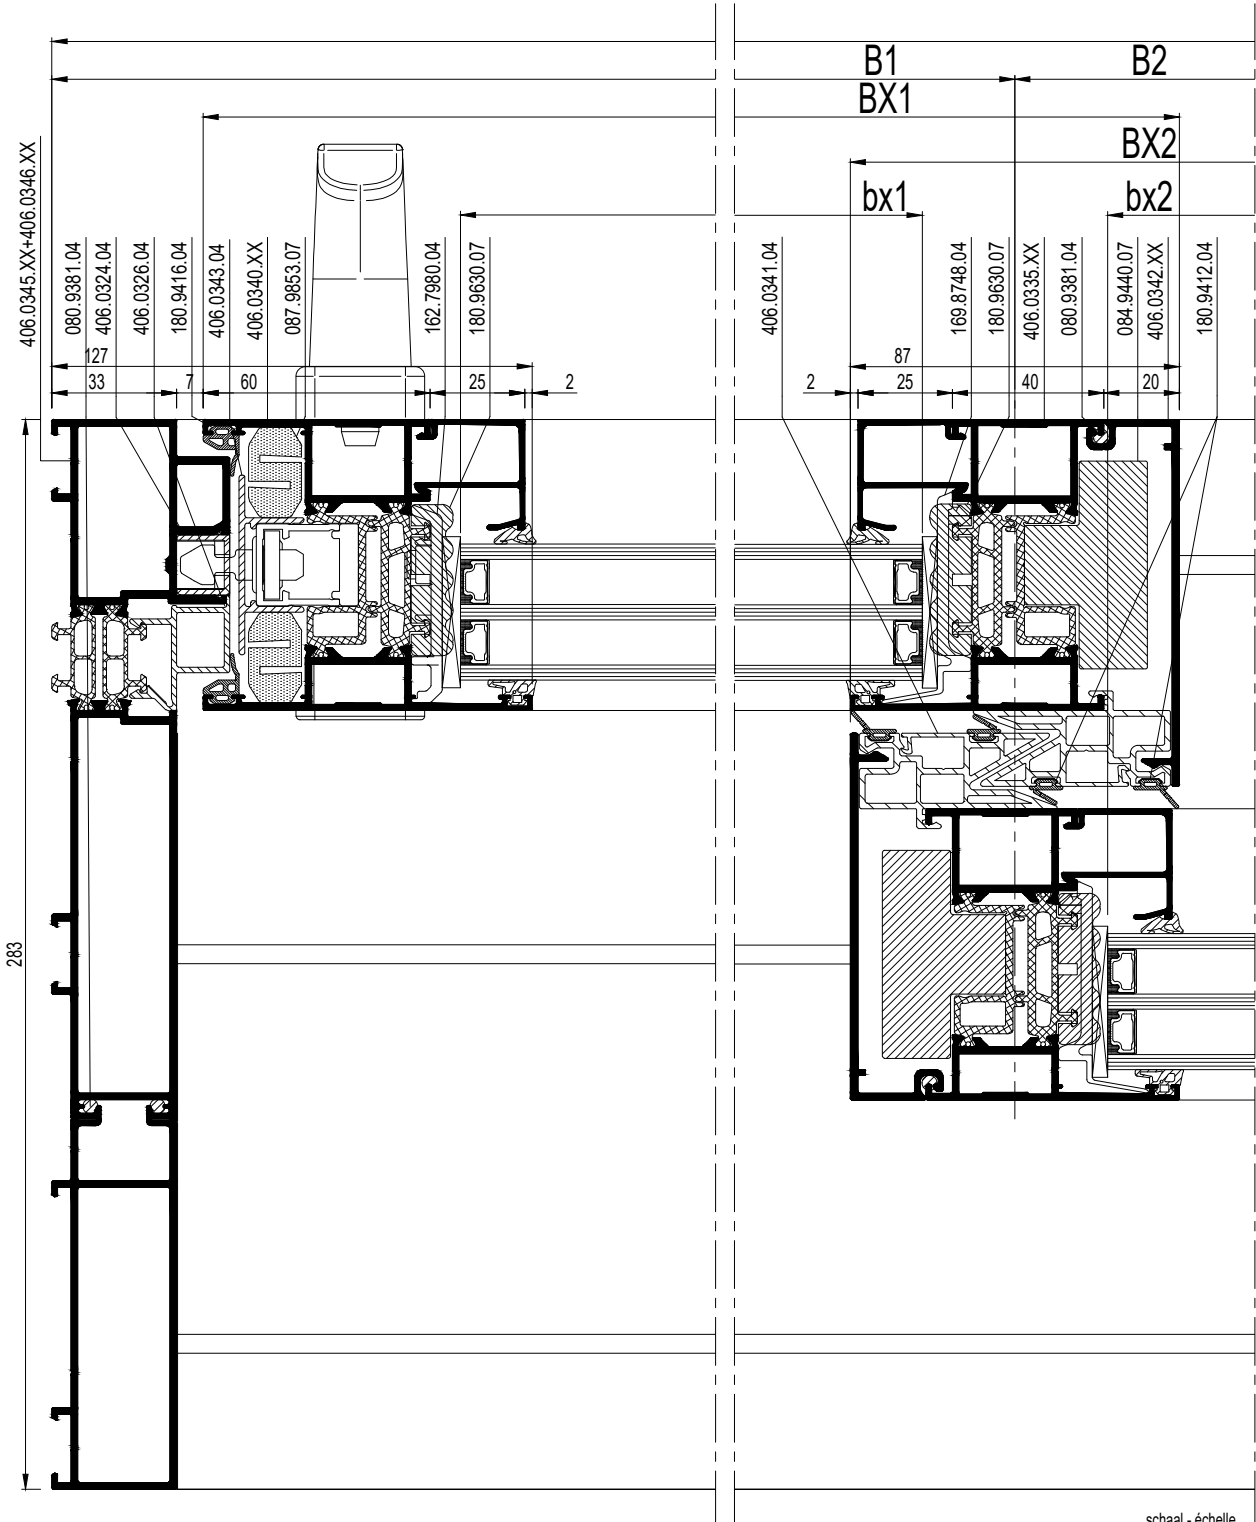 B1
B2
BX1
BX2
bx1
bx2
406.0345.XX+406.0346.XX
080.9381.04
406.0324.04
406.0326.04
180.9416.04
406.0343.04
406.0340.XX
087.9853.07
162.7980.04
180.9630.07
406.0341.04
169.8748.04
180.9630.07
406.0335.XX
080.9381.04
084.9440.07
406.0342.XX
180.9412.04
127
87
33
7
60
25
2
2
25
40
20
283
schaal - échelle